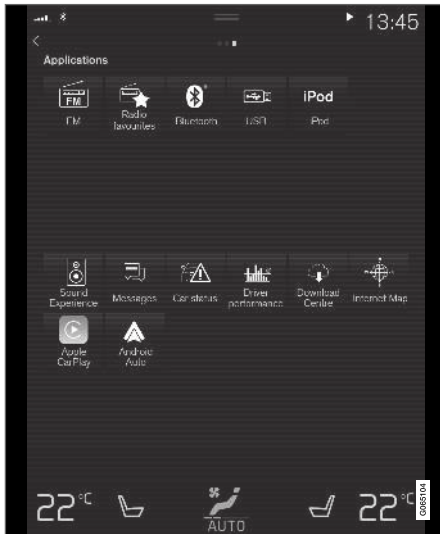 13:45
Applications
FM
iPod
FM
Radio
favourites
Bluetooth
USB
iPod
Sound
Experience
Messages
Car status
Driver
performance
Download
Centre
Internet Map
Apple
CarPlay
Android
Auto
22°C
AUTO
22°C
G065104